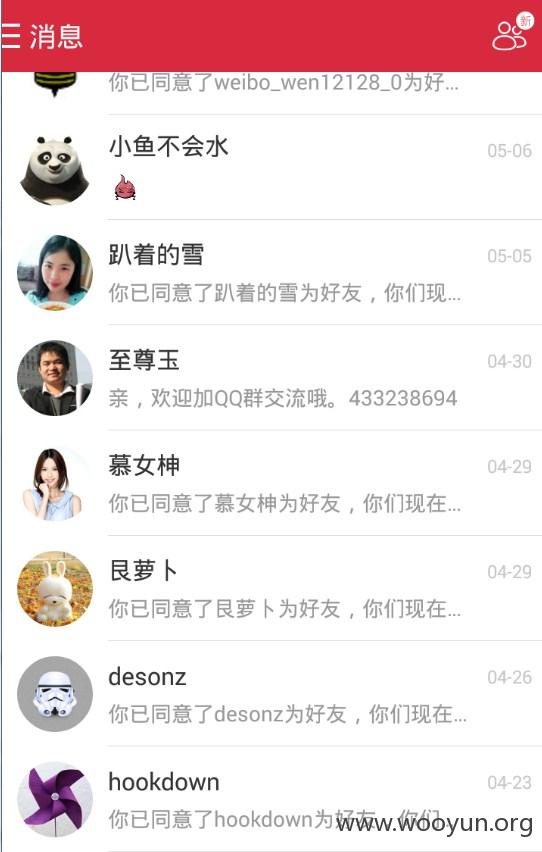 消息
新
你已同意了weibo_wen12128_0为好...
小鱼不会水
05-06
趴着的雪
05-05
你已同意了趴着的雪为好友，你们现...
至尊玉
04-30
亲，欢迎加QQ群交流哦。433238694
慕女柛
04-29
你已同意了慕女柛为好友，你们现在...
艮萝卜
04-29
你已同意了艮萝卜为好友，你们现在...
desonz
04-26
你已同意了desonz为好友，你们现在...
hookdown
04-23
你已同意了hookdown为好友，你们...
www.wooyun.org